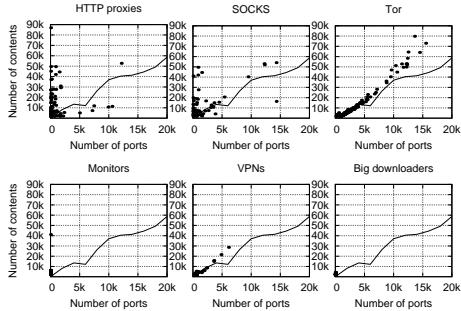 HTTP proxies
SOCKS
Tor
Number of contents
90k
80k
70k
60k
50k
40k
30k
20k
10k
0 5k 10k 15k 20k
Number of ports
90k
80k
70k
60k
50k
40k
30k
20k
10k
0 5k 10k 15k 20k
Number of ports
90k
80k
70k
60k
50k
40k
30k
20k
10k
0 5k 10k 15k 20k
Number of ports
Monitors
VPNs
Big downloaders
Number of contents
90k
80k
70k
60k
50k
40k
30k
20k
10k
0 5k 10k 15k 20k
Number of ports
90k
80k
70k
60k
50k
40k
30k
20k
10k
0 5k 10k 15k 20k
Number of ports
90k
80k
70k
60k
50k
40k
30k
20k
10k
0 5k 10k 15k 20k
Number of ports